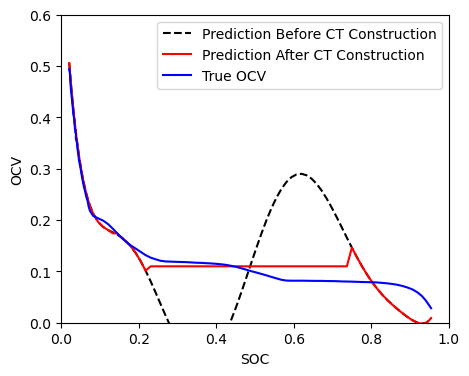 0.6
0.5
0.4
0.3
0.2
0.1
0.0
OCV
Prediction Before CT Construction
Prediction After CT Construction
True OCV
0.0 0.2 0.4 0.6 0.8 1.0
SOC